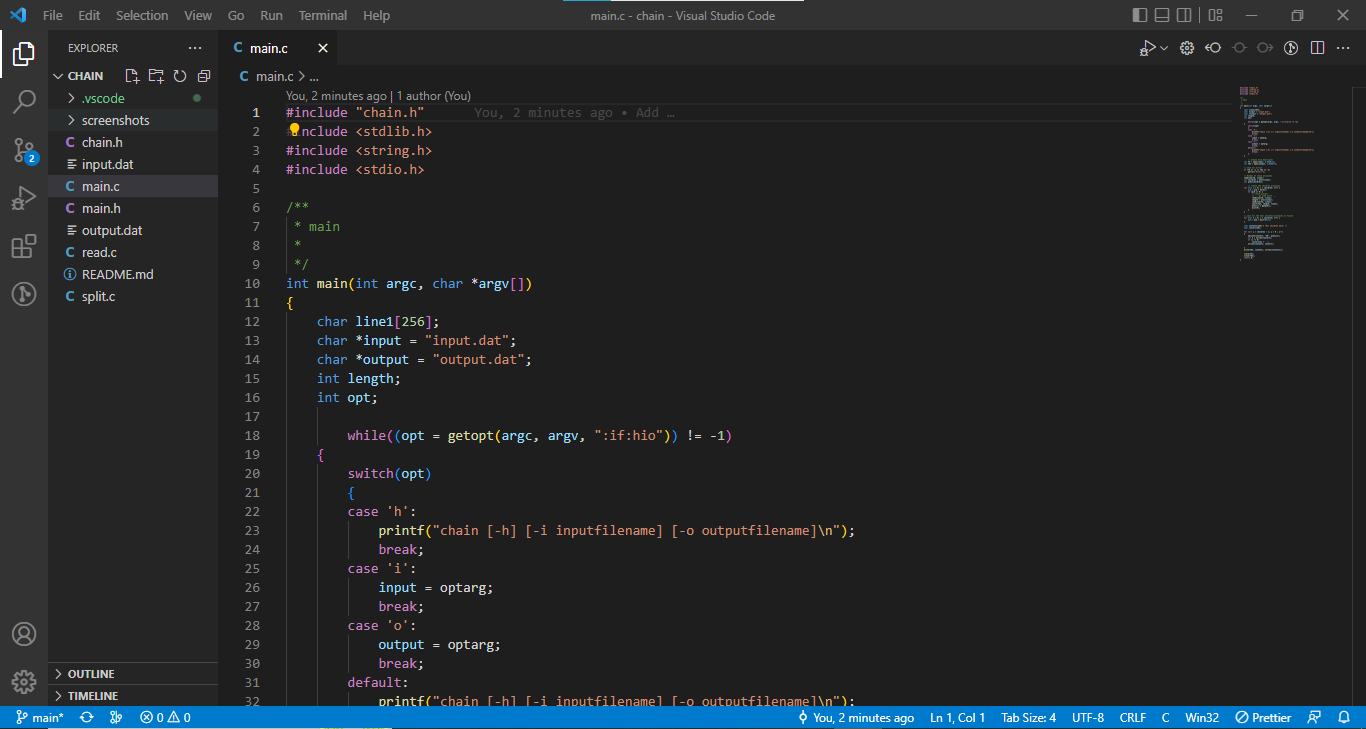 File Edit Selection View Go Run Terminal Help
main.c - chain - Visual Studio Code
EXPLORER
CHAIN
.vscode
screenshots
chain.h
input.dat
main.c
main.h
output.dat
read.c
README.md
split.c
OUTLINE
TIMELINE
2
main.c
main.c > ...
You, 2 minutes ago | 1 author (You)
1 #include "chain.h" You, 2 minutes ago • Add …
2 nclude <stdlib.h>
3 #include <string.h>
4 #include <stdio.h>
5
6 /**
7 * main
8 *
9 */
10 int main(int argc, char *argv[])
11 {
12 char line1[256];
13 char *input = "input.dat";
14 char *output = "output.dat";
15 int length;
16 int opt;
17
18 while((opt = getopt(argc, argv, ":if:hio")) != -1)
19 {
20 switch(opt)
21 {
22 case 'h':
23 printf("chain [-h] [-i inputfilename] [-o outputfilename]\n");
24 break;
25 case 'i':
26 input = optarg;
27 break;
28 case 'o':
29 output = optarg;
30 break;
31 default:
32 printf("chain [-h] [-i inputfilename] [-o outputfilename]\n");
main* 0 0 You, 2 minutes ago Ln 1, Col 1 Tab Size: 4 UTF-8 CRLF C Win32 Prettier